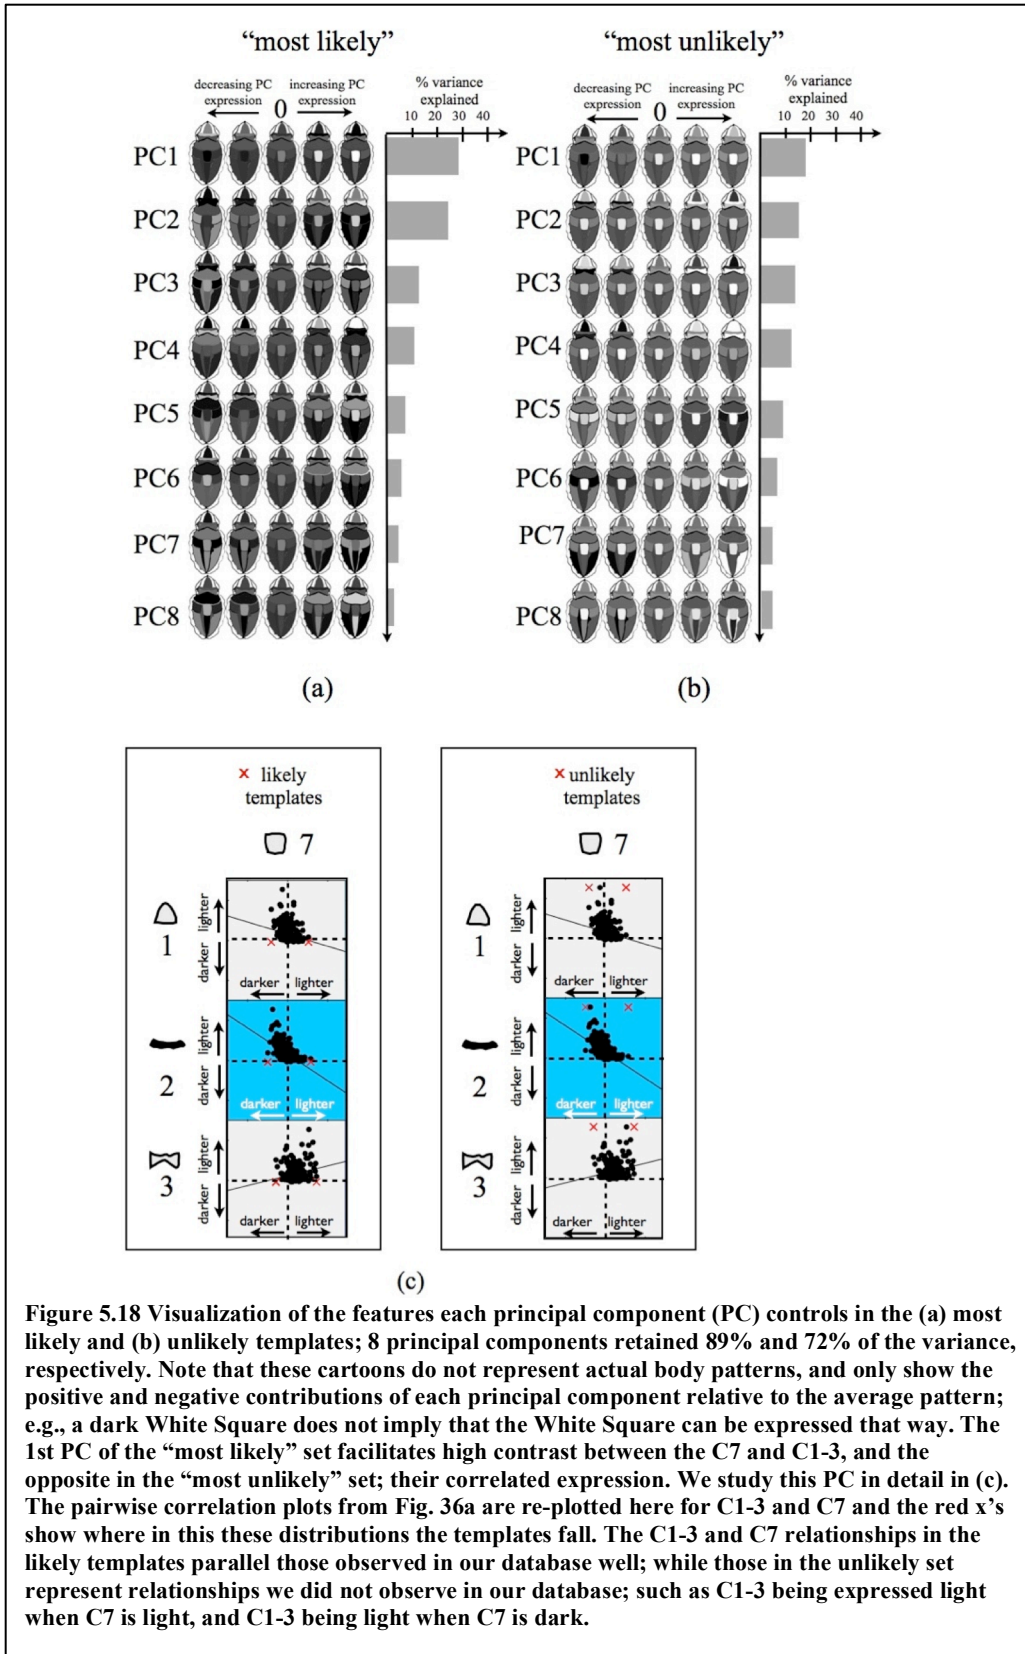 “most likely”
“most unlikely”
decreasing PC expression
0
increasing PC expression
% variance explained
10 20 30 40
decreasing PC expression
0
increasing PC expression
% variance explained
10 20 30 40
PC1
PC2
PC3
PC4
PC5
PC6
PC7
PC8
PC1
PC2
PC3
PC4
PC5
PC6
PC7
PC8
(a)
(b)
x likely
templates
7
1
lighter
darker
darker lighter
2
lighter
darker
darker lighter
3
lighter
darker
darker lighter
x unlikely
templates
7
1
lighter
darker
darker lighter
2
lighter
darker
darker lighter
3
lighter
darker
darker lighter
(c)
Figure 5.18 Visualization of the features each principal component (PC) controls in the (a) most
likely and (b) unlikely templates; 8 principal components retained 89% and 72% of the variance,
respectively. Note that these cartoons do not represent actual body patterns, and only show the
positive and negative contributions of each principal component relative to the average pattern;
e.g., a dark White Square does not imply that the White Square can be expressed that way. The
1st PC of the “most likely” set facilitates high contrast between the C7 and C1-3, and the
opposite in the “most unlikely” set; their correlated expression. We study this PC in detail in (c).
The pairwise correlation plots from Fig. 36a are re-plotted here for C1-3 and C7 and the red x’s
show where in this these distributions the templates fall. The C1-3 and C7 relationships in the
likely templates parallel those observed in our database well; while those in the unlikely set
represent relationships we did not observe in our database; such as C1-3 being expressed light
when C7 is light, and C1-3 being light when C7 is dark.